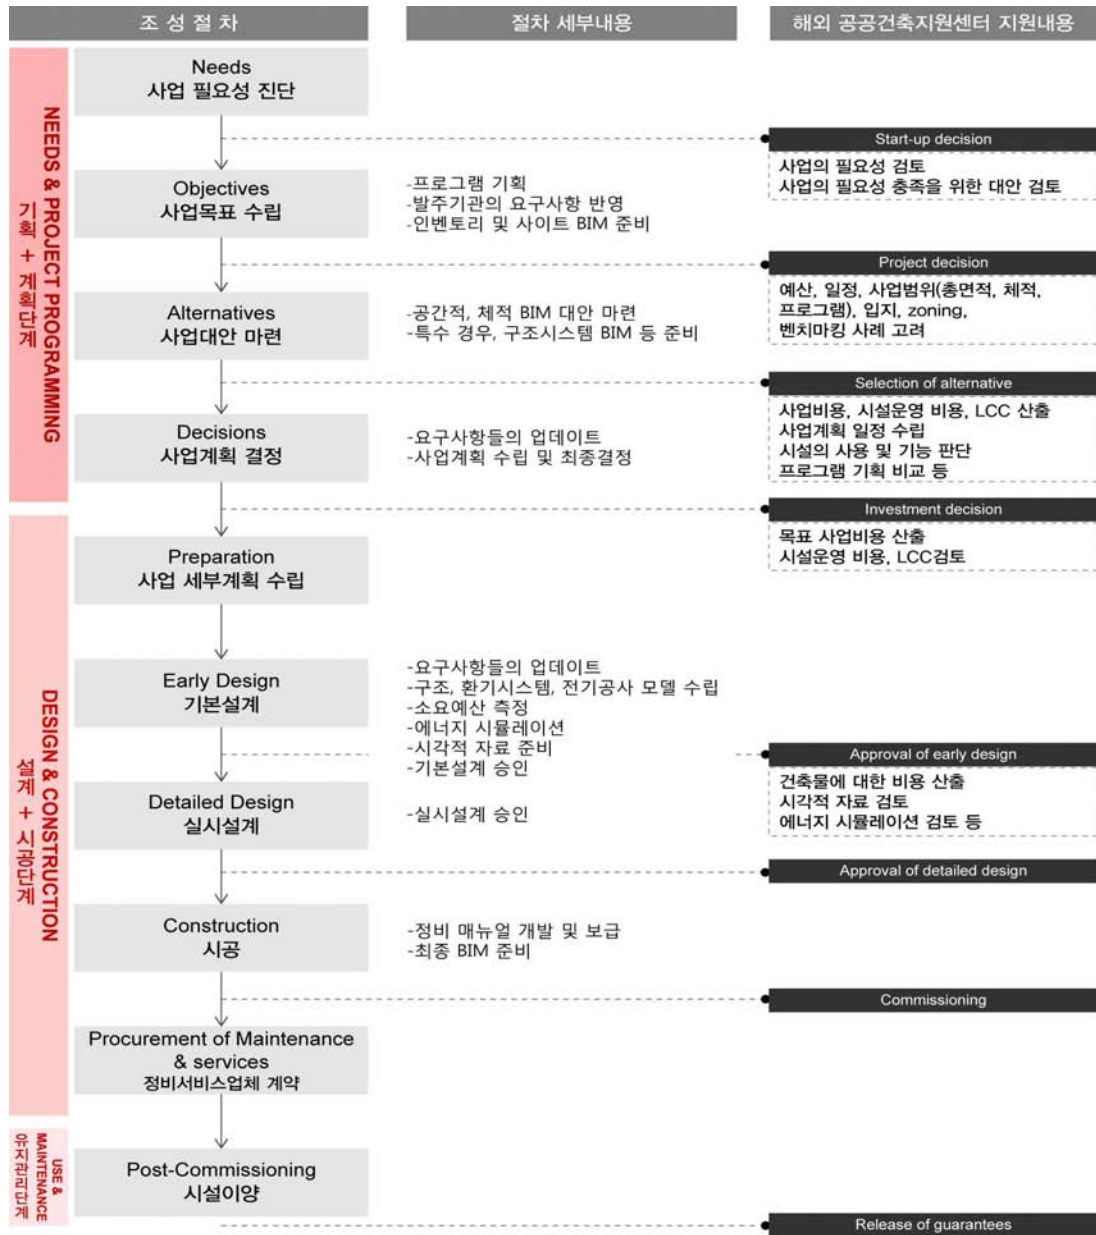 조성절차
절차 세부내용
해외 공공건축지원센터 지원내용
NEEDS & PROJECT PROGRAMMING
기획 + 계획단계
Needs
사업 필요성 진단
Start-up decision
사업의 필요성 검토
사업의 필요성 충족을 위한 대안 검토
Objectives
사업목표 수립
-프로그램 기획
-발주기관의 요구사항 반영
-인벤토리 및 사이트 BIM 준비
Project decision
예산, 일정, 사업범위(총면적, 체적,
프로그램), 입지, zoning,
벤치마킹 사례 고려
Alternatives
사업대안 마련
-공간적, 체적 BIM 대안 마련
-특수 경우, 구조시스템 BIM 등 준비
Selection of alternative
사업비용, 시설운영 비용, LCC 산출
사업계획 일정 수립
시설의 사용 및 기능 판단
프로그램 기획 비교 등
Decisions
사업계획 결정
-요구사항들의 업데이트
-사업계획 수립 및 최종결정
Investment decision
목표 사업비용 산출
시설운영 비용, LCC검토
DESIGN & CONSTRUCTION
설계 + 시공단계
Preparation
사업 세부계획 수립
Early Design
기본설계
-요구사항들의 업데이트
-구조, 환기시스템, 전기공사 모델 수립
-소요예산 측정
-에너지 시뮬레이션
-시각적 자료 준비
-기본설계 승인
Approval of early design
건축물에 대한 비용 산출
시각적 자료 검토
에너지 시뮬레이션 검토 등
Detailed Design
실시설계
-실시설계 승인
Approval of detailed design
Construction
시공
-정비 매뉴얼 개발 및 보급
-최종 BIM 준비
Commissioning
Procurement of Maintenance
& services
정비서비스업체 계약
USE &
MAINTENANCE
유지관리단계
Post-Commissioning
시설이양
Release of guarantees